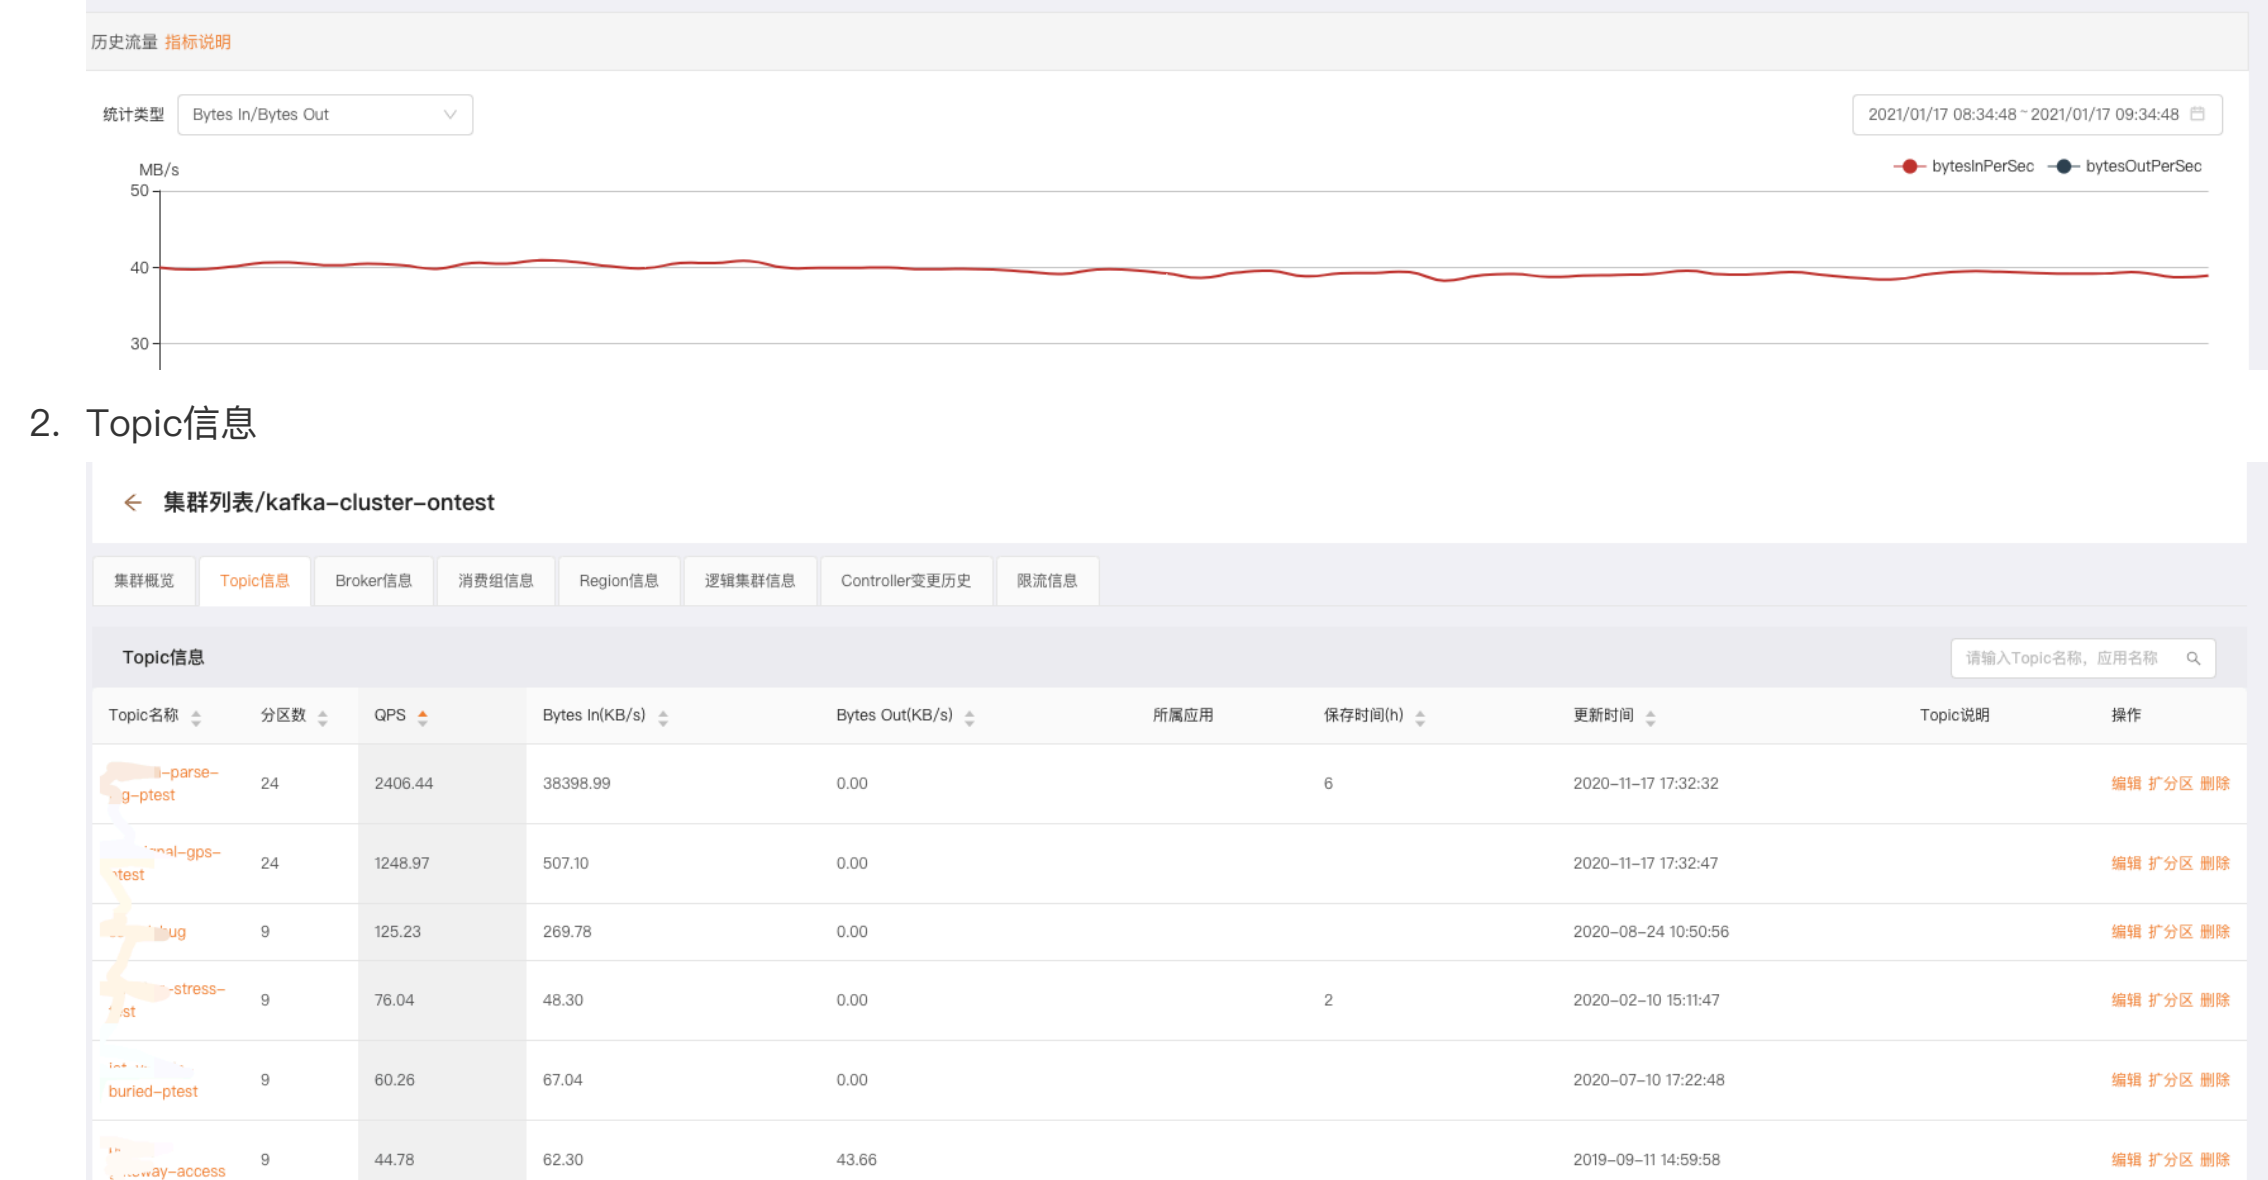 历史流量 指标说明
统计类型 Bytes In/Bytes Out 2021/01/17 08:34:48 ~ 2021/01/17 09:34:48
MB/s bytesInPerSec bytesOutPerSec
50
40
30
2. Topic信息
← 集群列表/kafka-cluster-ontest
集群概览 Topic信息 Broker信息 消费组信息 Region信息 逻辑集群信息 Controller变更历史 限流信息
Topic信息 请输入Topic名称, 应用名称
Topic名称 分区数 QPS Bytes In(KB/s) Bytes Out(KB/s) 所属应用 保存时间(h) 更新时间 Topic说明 操作
-parse-
g-ptest 24 2406.44 38398.99 0.00 6 2020-11-17 17:32:32 编辑 扩分区 删除
-gps-
24 1248.97 507.10 0.00 2020-11-17 17:32:47 编辑 扩分区 删除
9 125.23 269.78 0.00 2020-08-24 10:50:56 编辑 扩分区 删除
-stress-
9 76.04 48.30 0.00 2 2020-02-10 15:11:47 编辑 扩分区 删除
buried-ptest 9 60.26 67.04 0.00 2020-07-10 17:22:48 编辑 扩分区 删除
-access 9 44.78 62.30 43.66 2019-09-11 14:59:58 编辑 扩分区 删除